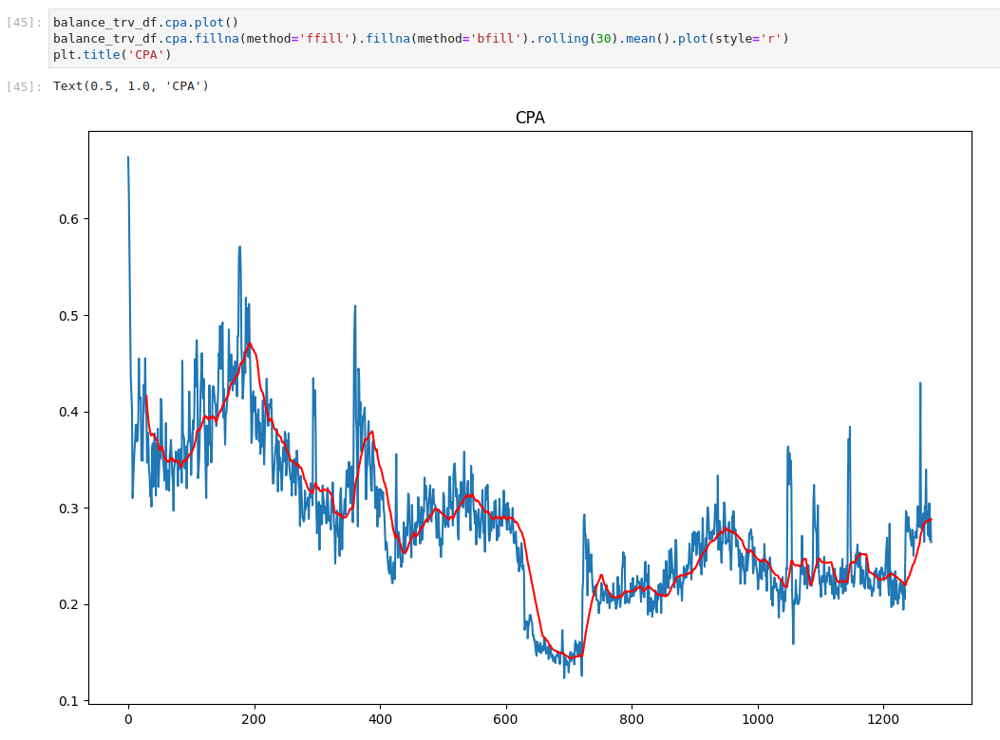 [45]: balance_trv_df.cpa.plot()
balance_trv_df.cpa.fillna(method='ffill').fillna(method='bfill').rolling(30).mean().plot(style='r')
plt.title('CPA')
[45]: Text(0.5, 1.0, 'CPA')
CPA
0.6
0.5
0.4
0.3
0.2
0.1
0 200 400 600 800 1000 1200